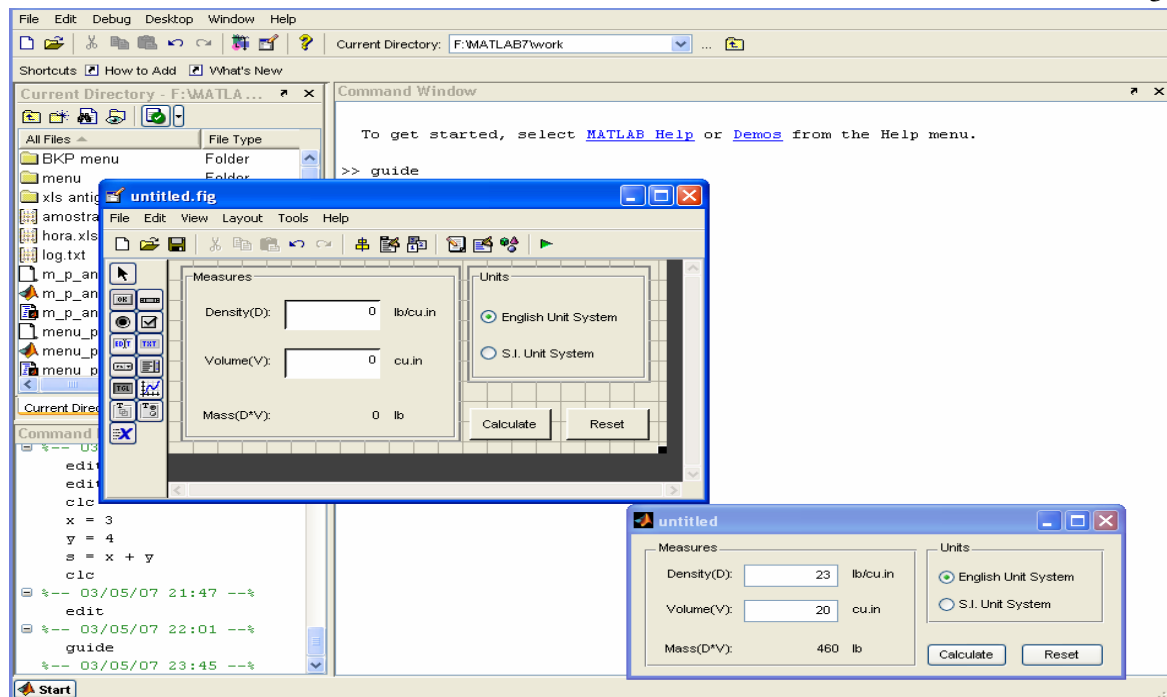 File Edit Debug Desktop Window Help
Current Directory: F:\MATLAB7\work
Shortcuts How to Add What's New
Current Directory - F:\MATLA...
All Files File Type
BKP menu Folder
menu Folder
xls antig
amostra
hora.xls
log.txt
m_p_an
m_p_an
m_p_an
menu_p
menu_p
menu_p
Current Direc
Command
%-- 03
edit
edit
clc
x = 3
y = 4
s = x + y
clc
%-- 03/05/07 21:47 --%
edit
%-- 03/05/07 22:01 --%
guide
%-- 03/05/07 23:45 --%
Start
Command Window
To get started, select MATLAB Help or Demos from the Help menu.
>> guide
untitled.fig
File Edit View Layout Tools Help
OK
EDIT TXT
TGL
X
Measures
Density(D): 0 lb/cu.in
Volume(V): 0 cu.in
Mass(D*V): 0 lb
Units
English Unit System
S.I. Unit System
Calculate Reset
untitled
Measures
Density(D): 23 lb/cu.in
Volume(V): 20 cu.in
Mass(D*V): 460 lb
Units
English Unit System
S.I. Unit System
Calculate Reset